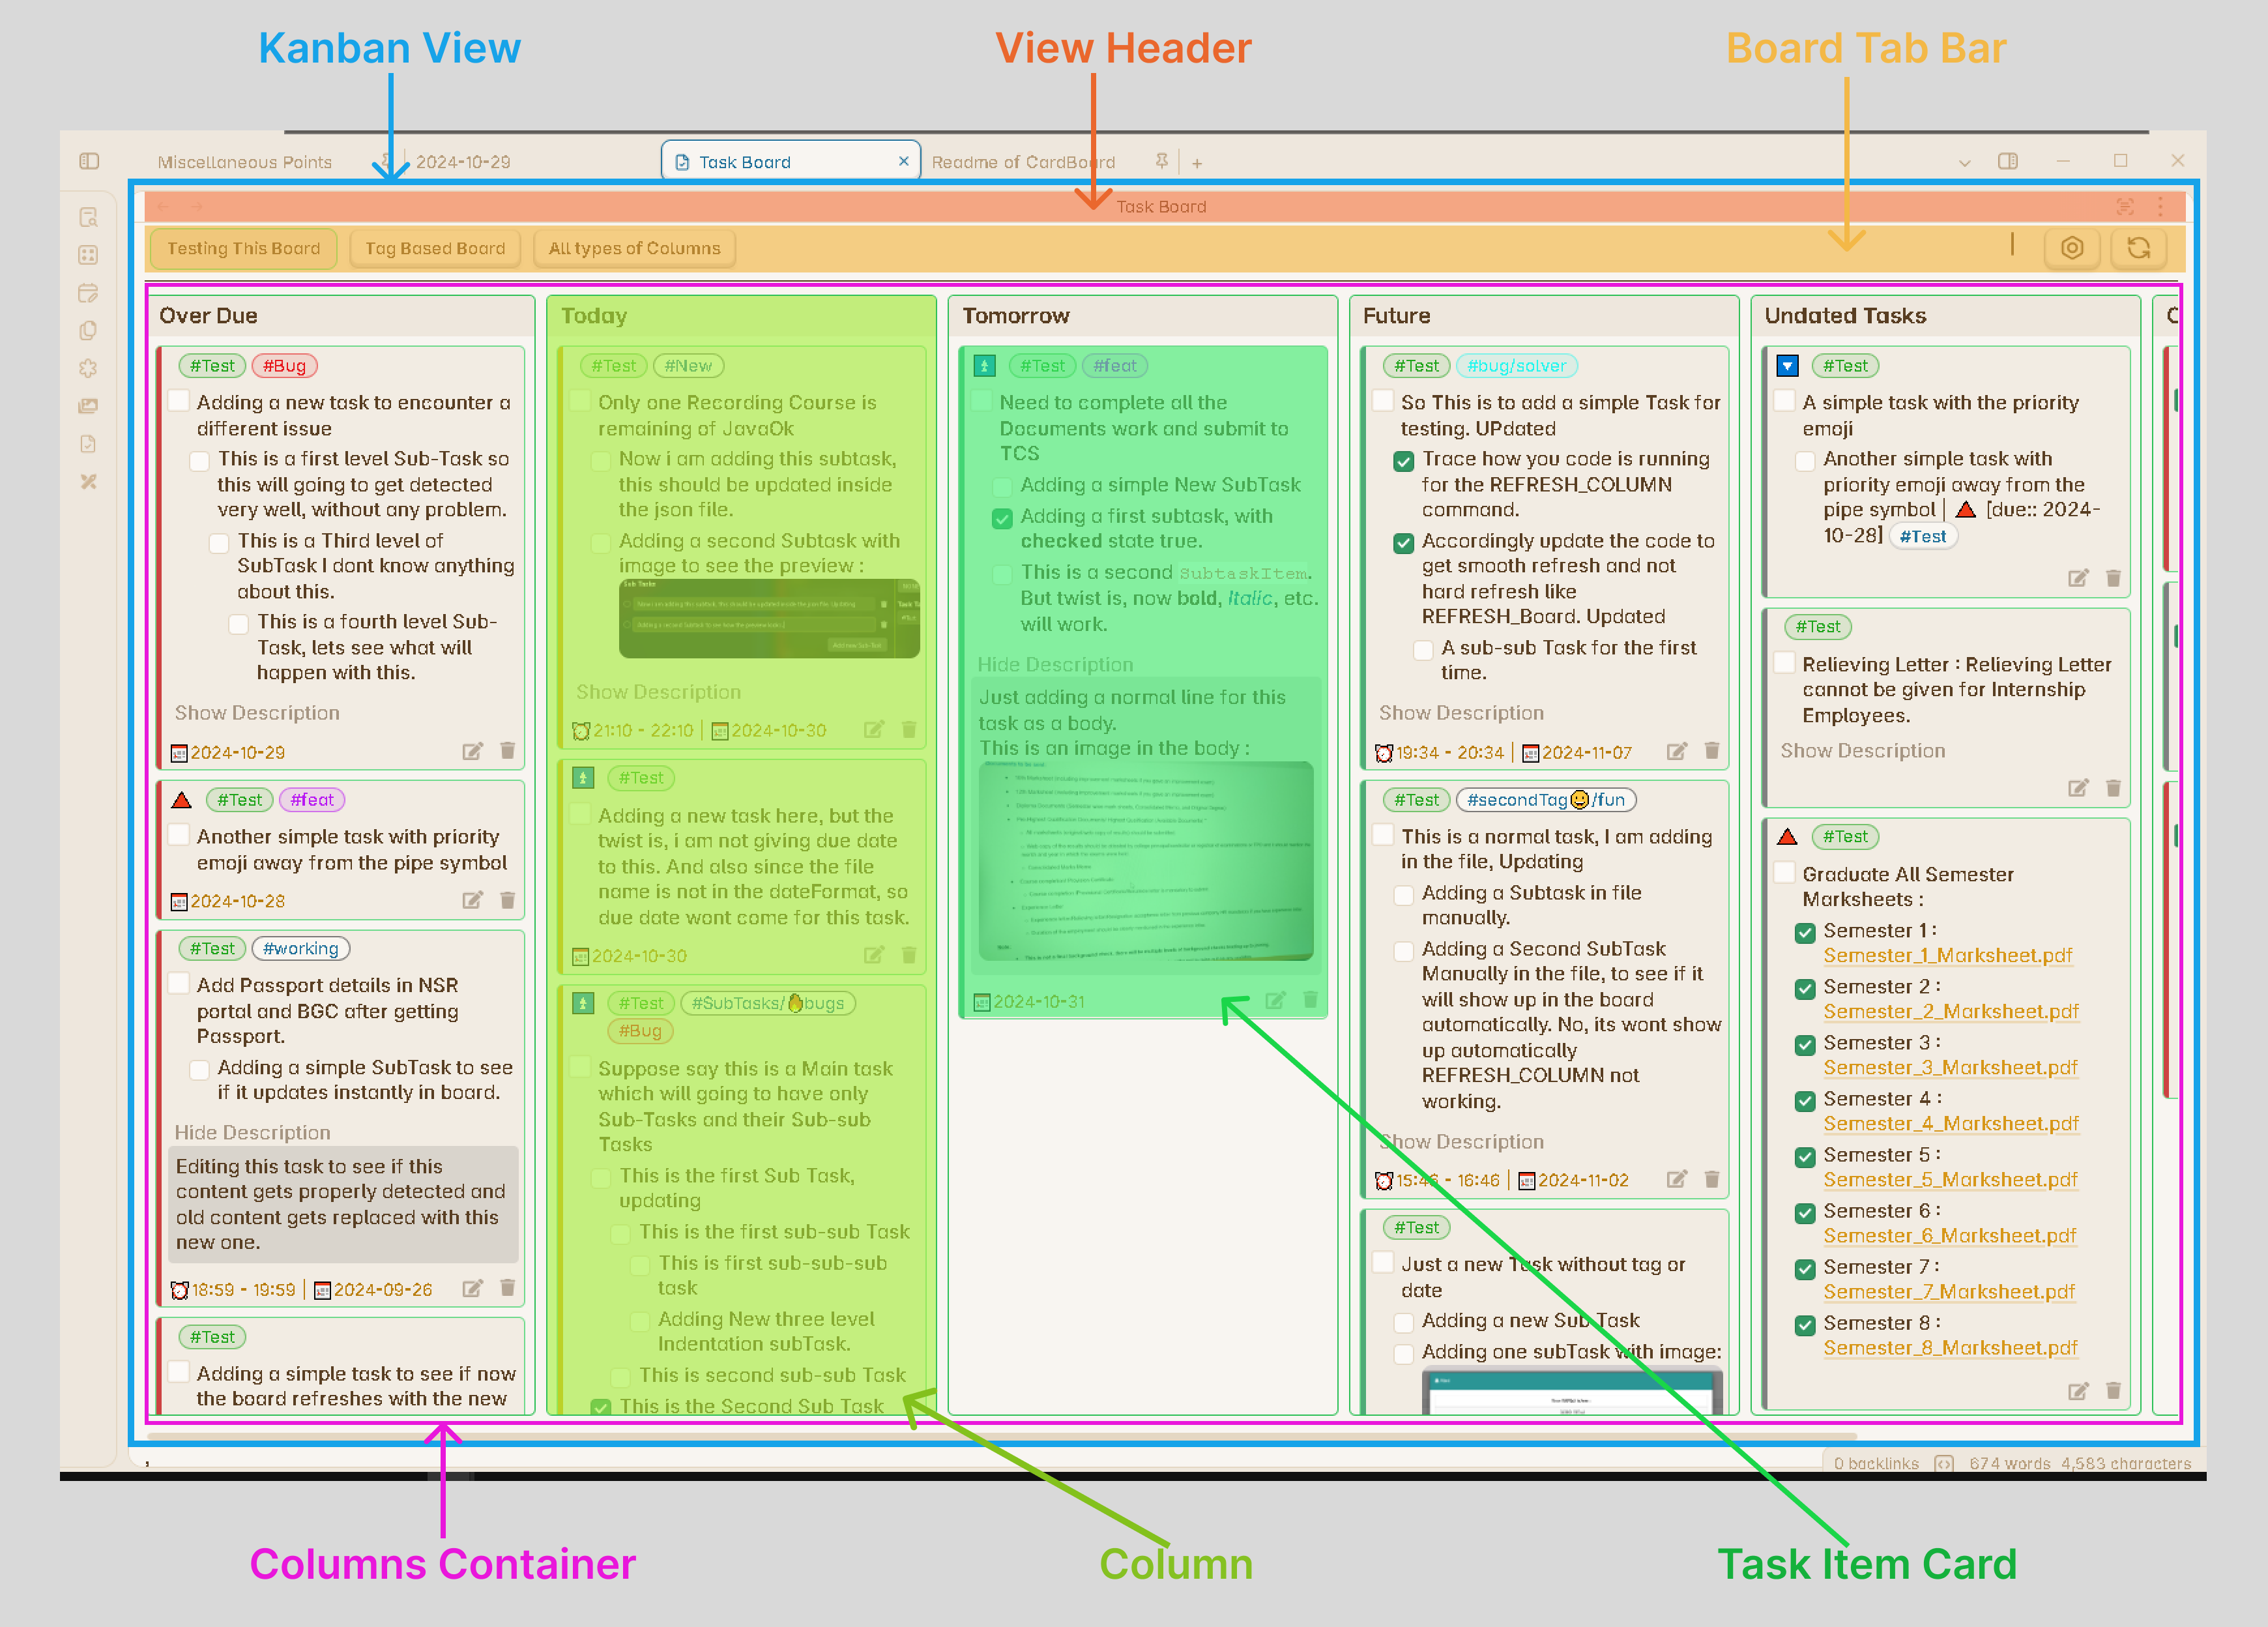 Kanban View
View Header
Board Tab Bar
Miscellaneous Points
2024-10-29
Task Board
Readme of CardBoard
Task Board
Testing This Board
Tag Based Board
All types of Columns
Over Due
#Test #Bug
Adding a new task to encounter a
different issue
This is a first level Sub-Task so
this will going to get detected
very well, without any problem.
This is a Third level of
SubTask I dont know anything
about this.
This is a fourth level Sub-
Task, lets see what will
happen with this.
Show Description
2024-10-29
#Test #feat
Another simple task with priority
emoji away from the pipe symbol
2024-10-28
#Test #working
Add Passport details in NSR
portal and BGC after getting
Passport.
Adding a simple SubTask to see
if it updates instantly in board.
Hide Description
Editing this task to see if this
content gets properly detected and
old content gets replaced with this
new one.
18:59 - 19:59 | 2024-09-26
#Test
Adding a simple task to see if now
the board refreshes with the new
Today
#Test #New
Only one Recording Course is
remaining of JavaOk
Now i am adding this subtask,
this should be updated inside
the json file.
Adding a second Subtask with
image to see the preview :
Sub Tasks
Now i am adding this subtask, this should be updated inside the json file. Updating
Adding a second Subtask to see how the preview looks.
Add new Sub-Task
Show Description
21:10 - 22:10 | 2024-10-30
#Test
Adding a new task here, but the
twist is, i am not giving due date
to this. And also since the file
name is not in the dateFormat, so
due date wont come for this task.
2024-10-30
#Test #SubTasks/🔥bugs
#Bug
Suppose say this is a Main task
which will going to have only
Sub-Tasks and their Sub-sub
Tasks
This is the first Sub Task,
updating
This is the first sub-sub Task
This is first sub-sub-sub
task
Adding New three level
Indentation subTask.
This is second sub-sub Task
This is the Second Sub Task
Tomorrow
#Test #feat
Need to complete all the
Documents work and submit to
TCS
Adding a simple New SubTask
Adding a first subtask, with
checked state true.
This is a second SubtaskItem.
But twist is, now bold, Italic, etc.
will work.
Hide Description
Just adding a normal line for this
task as a body.
This is an image in the body :
2024-10-31
Future
#Test #bug/solver
So This is to add a simple Task for
testing. UPdated
Trace how you code is running
for the REFRESH_COLUMN
command.
Accordingly update the code to
get smooth refresh and not
hard refresh like
REFRESH_Board. Updated
A sub-sub Task for the first
time.
Show Description
19:34 - 20:34 | 2024-11-07
#Test #secondTag😀/fun
This is a normal task, I am adding
in the file, Updating
Adding a Subtask in file
manually.
Adding a Second SubTask
Manually in the file, to see if it
will show up in the board
automatically. No, its wont show
up automatically
REFRESH_COLUMN not
working.
Show Description
15:46 - 16:46 | 2024-11-02
#Test
Just a new Task without tag or
date
Adding a new Sub Task
Adding one subTask with image:
Undated Tasks
#Test
A simple task with the priority
emoji
Another simple task with
priority emoji away from the
pipe symbol | 🔺 [due:: 2024-
10-28] #Test
#Test
Relieving Letter : Relieving Letter
cannot be given for Internship
Employees.
Show Description
#Test
Graduate All Semester
Marksheets :
Semester 1 :
Semester_1_Marksheet.pdf
Semester 2 :
Semester_2_Marksheet.pdf
Semester 3 :
Semester_3_Marksheet.pdf
Semester 4 :
Semester_4_Marksheet.pdf
Semester 5 :
Semester_5_Marksheet.pdf
Semester 6 :
Semester_6_Marksheet.pdf
Semester 7 :
Semester_7_Marksheet.pdf
Semester 8 :
Semester_8_Marksheet.pdf
0 backlinks 674 words 4,583 characters
Columns Container
Column
Task Item Card